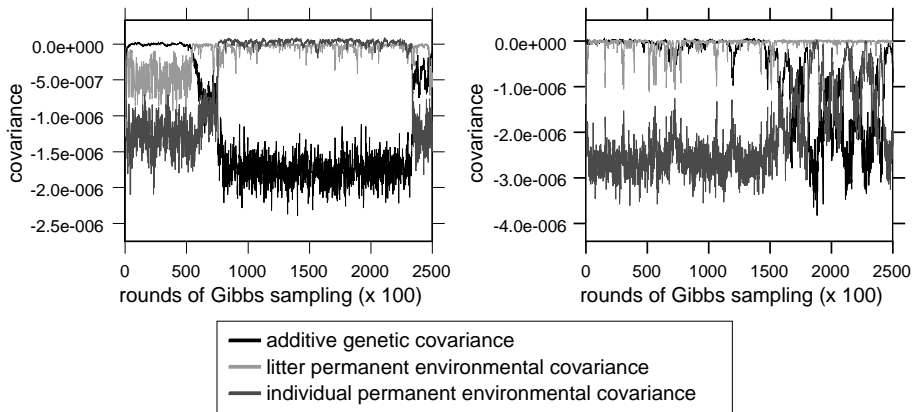 covariance
0.0e+000
-5.0e-007
-1.0e-006
-1.5e-006
-2.0e-006
-2.5e-006
0 500 1000 1500 2000 2500
rounds of Gibbs sampling (x 100)
covariance
0.0e+000
-1.0e-006
-2.0e-006
-3.0e-006
-4.0e-006
0 500 1000 1500 2000 2500
rounds of Gibbs sampling (x 100)
additive genetic covariance
litter permanent environmental covariance
individual permanent environmental covariance